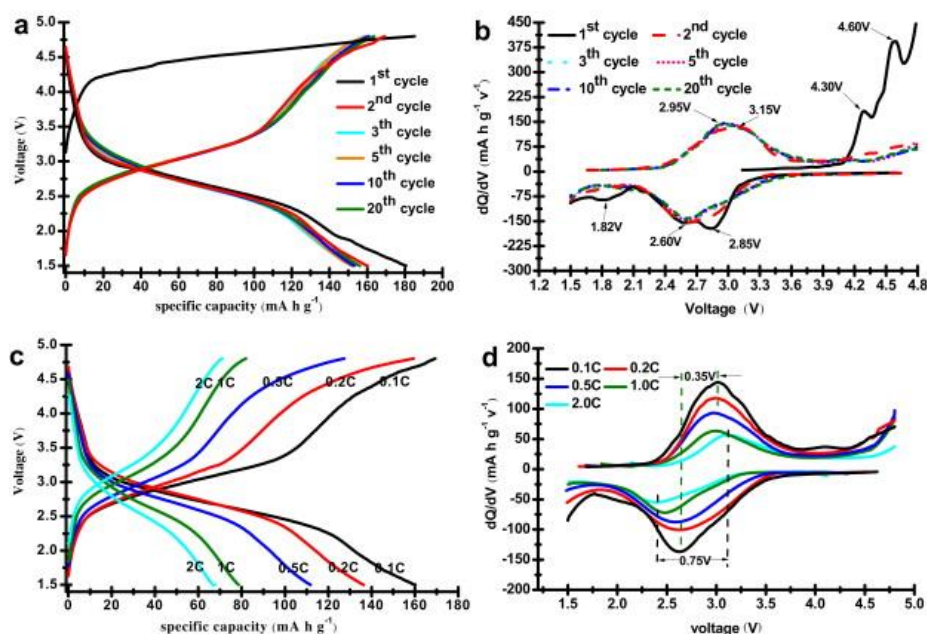 a
5.0
4.5
4.0
3.5
3.0
2.5
2.0
1.5
Voltage(V)
1st cycle
2nd cycle
3th cycle
5th cycle
10th cycle
20th cycle
0 20 40 60 80 100 120 140 160 180 200
specific capacity (mA h g-1)
b
450
375
300
225
150
75
0
-75
-150
-225
-300
dQ/dV (mA h g-1 v-1)
1st cycle 2nd cycle
3th cycle 5th cycle
10th cycle 20th cycle
4.60V
4.30V
2.95V 3.15V
1.82V
2.60V 2.85V
1.2 1.5 1.8 2.1 2.4 2.7 3.0 3.3 3.6 3.9 4.2 4.5 4.8
Voltage (V)
c
5.0
4.5
4.0
3.5
3.0
2.5
2.0
1.5
Voltage(V)
2C 1C 0.5C 0.2C 0.1C
2C 1C 0.5C 0.2C 0.1C
0 20 40 60 80 100 120 140 160 180
specific capacity (mA h g-1)
d
200
150
100
50
0
-50
-100
-150
-200
dQ/dV (mA h g-1 v-1)
0.1C 0.2C
0.5C 1.0C
2.0C
0.35V
0.75V
1.5 2.0 2.5 3.0 3.5 4.0 4.5 5.0
voltage (V)